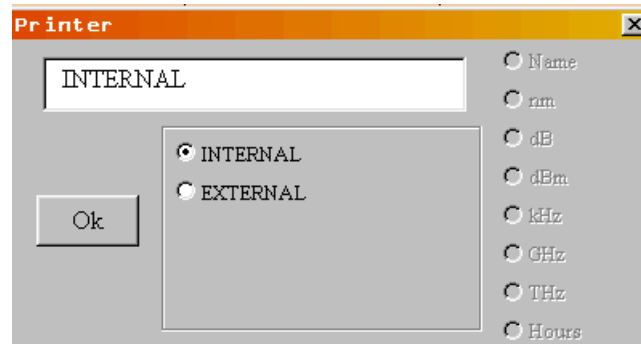 Printer
INTERNAL
INTERNAL
EXTERNAL
Ok
Name
nm
dB
dBm
kHz
GHz
THz
Hours